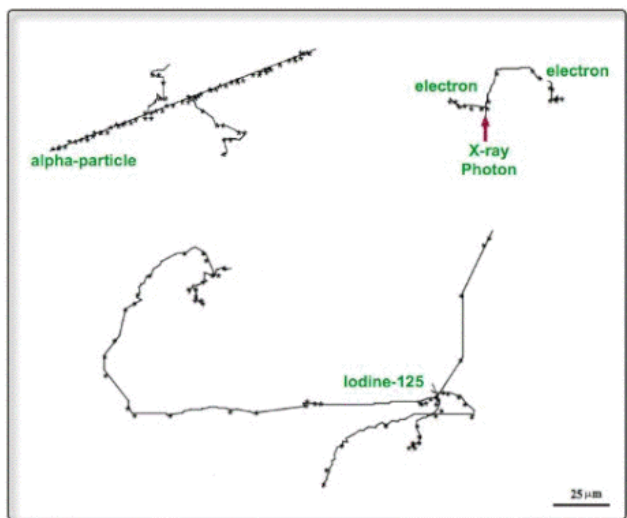 electron
electron
alpha-particle
X-ray
Photon
Iodine-125
25 μm